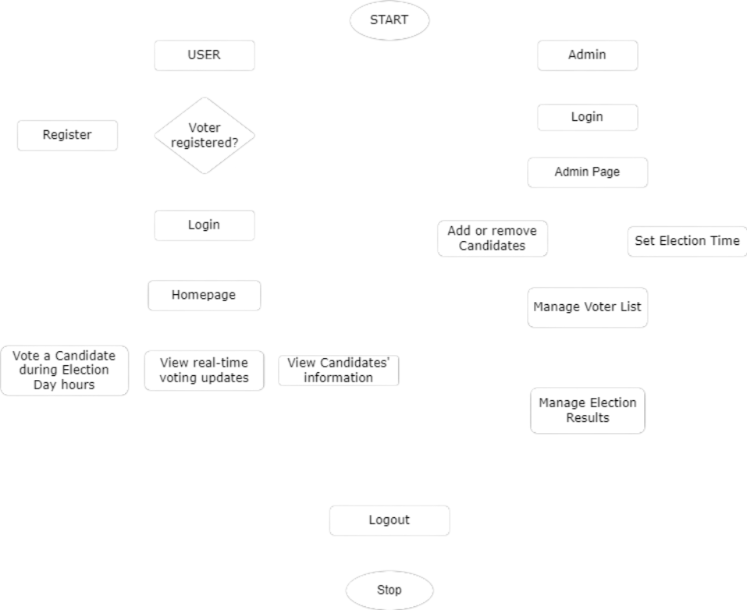 START
USER
Admin
Register
Voter
registered?
Login
Admin Page
Login
Add or remove
Candidates
Set Election Time
Homepage
Manage Voter List
Vote a Candidate
during Election
Day hours
View real-time
voting updates
View Candidates'
information
Manage Election
Results
Logout
Stop